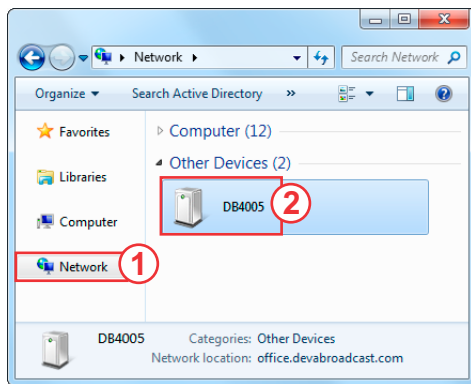 Network
Search Network
Organize
Search Active Directory
»
Favorites
Computer (12)
Other Devices (2)
Libraries
DB4005
2
Computer
Network
1
DB4005
Categories: Other Devices
Network location: office.devabroadcast.com